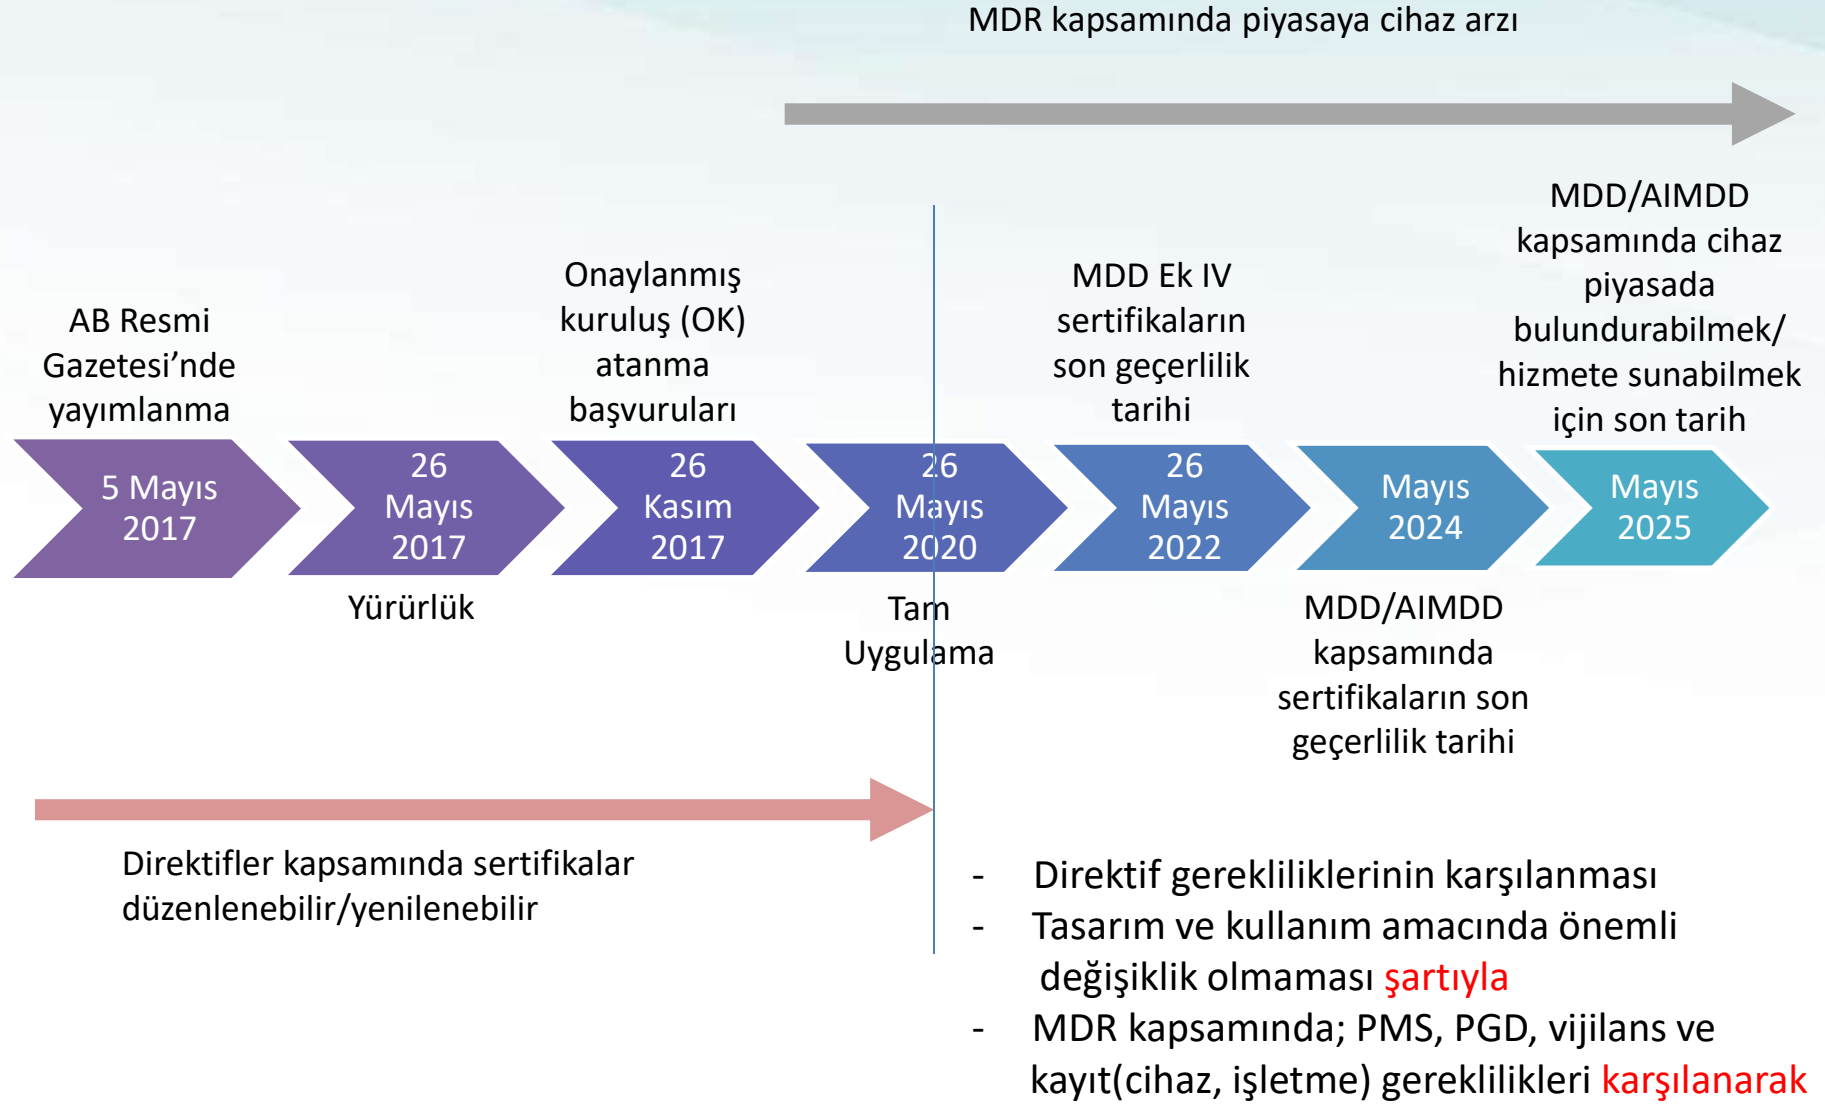 MDR kapsamında piyasaya cihaz arzı
AB Resmi
Gazetesi’nde
yayımlanma
5 Mayıs
2017
26
Mayıs
2017
Yürürlük
Onaylanmış
kuruluş (OK)
atanma
başvuruları
26
Kasım
2017
26
Mayıs
2020
Tam
Uygulama
MDD Ek IV
sertifikaların
son geçerlilik
tarihi
26
Mayıs
2022
Mayıs
2024
MDD/AIMDD
kapsamında
sertifikaların son
geçerlilik tarihi
MDD/AIMDD
kapsamında cihaz
piyasada
bulundurabilmek/
hizmete sunabilmek
için son tarih
Mayıs
2025
Direktifler kapsamında sertifikalar
düzenlenebilir/yenilenebilir
- Direktif gerekliliklerinin karşılanması
- Tasarım ve kullanım amacında önemli
değişiklik olmaması şartıyla
- MDR kapsamında; PMS, PGD, vijilans ve
kayıt(cihaz, işletme) gereklilikleri karşılanarak